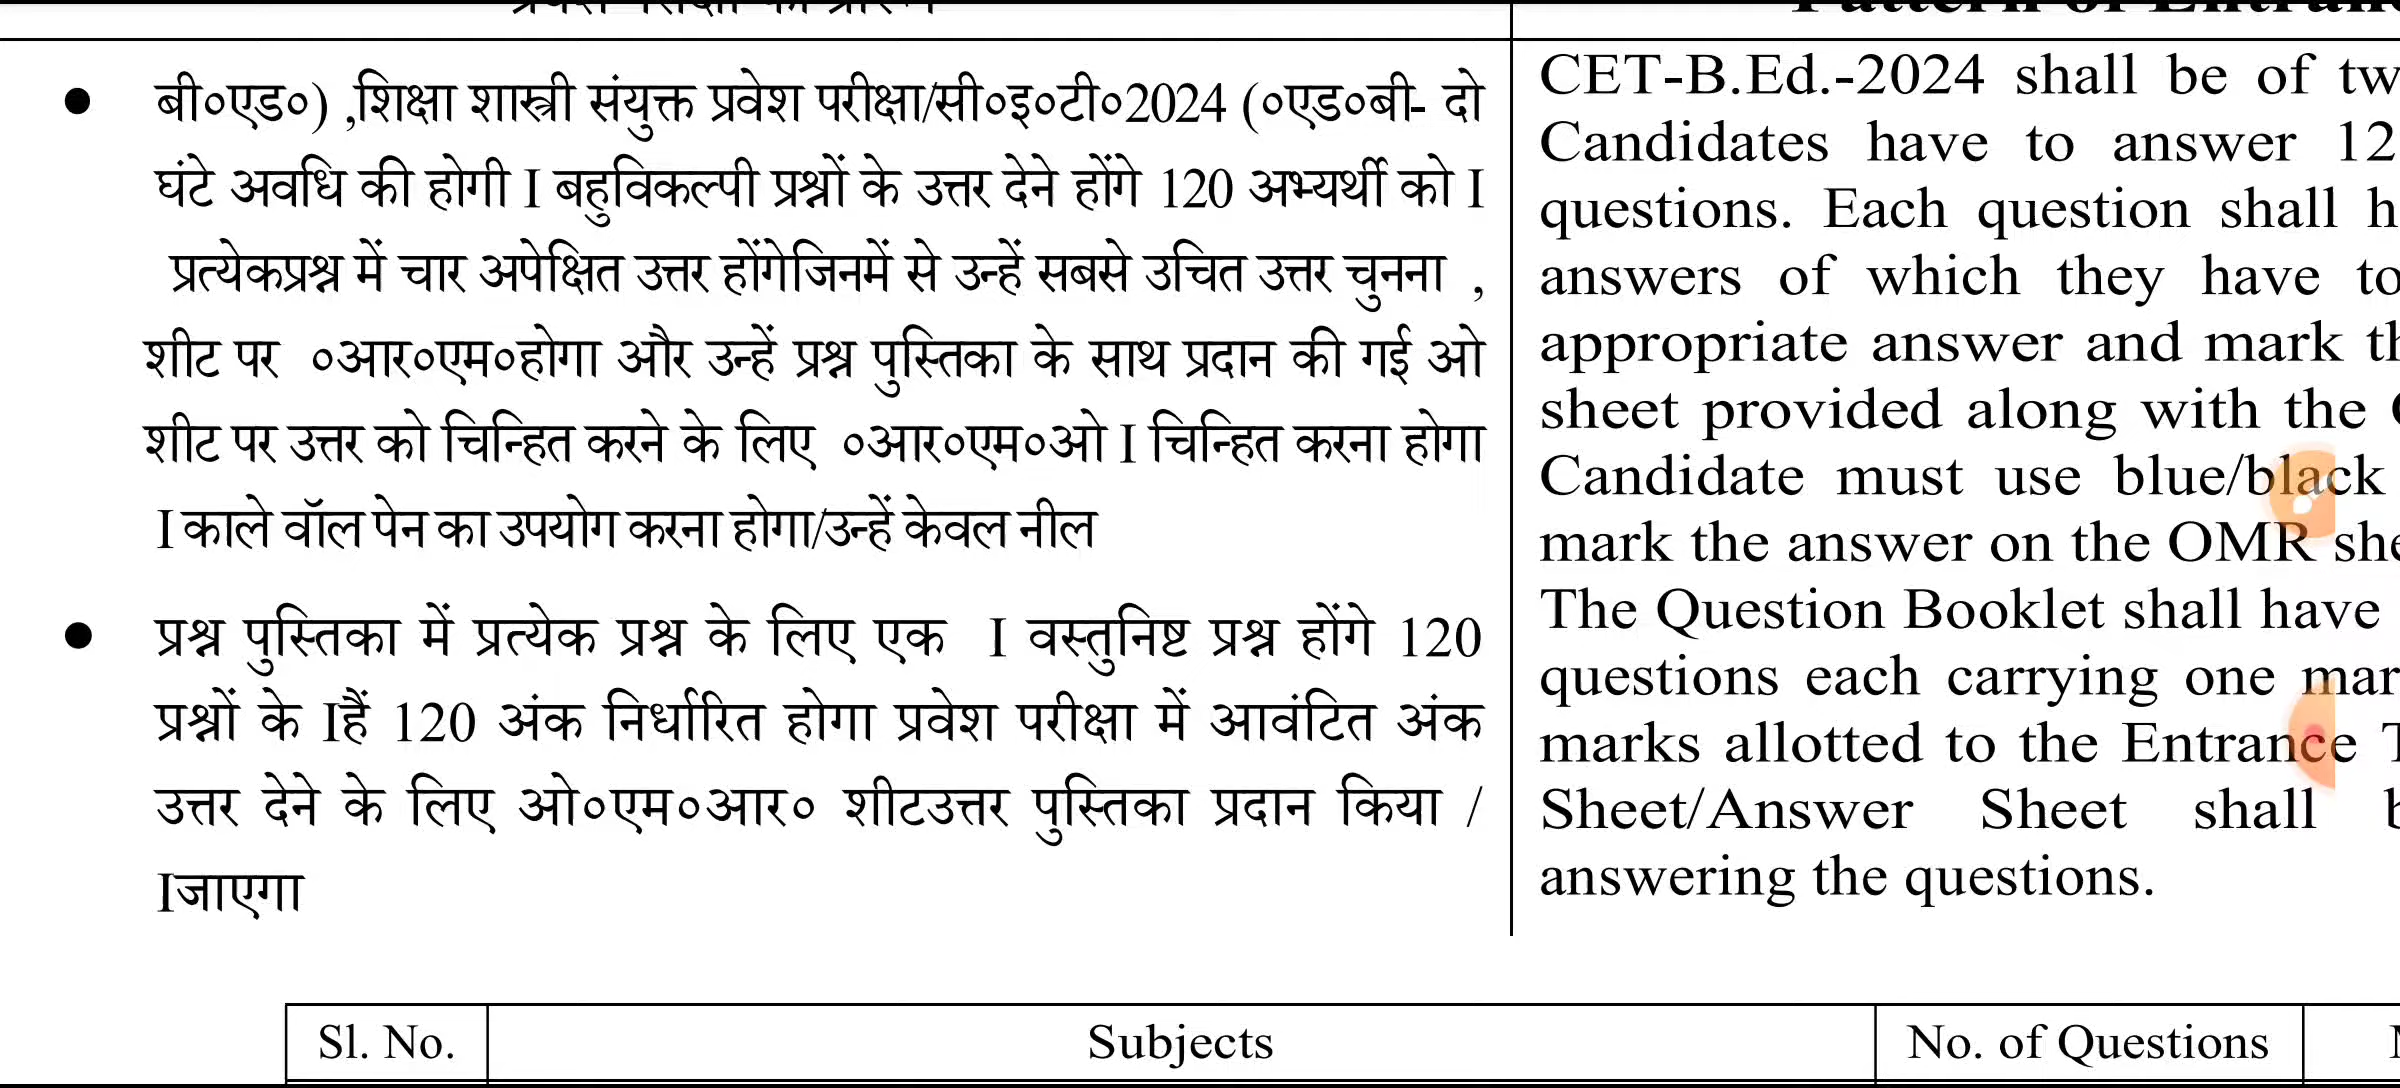 प्रवेश परीक्षा का प्रारूप
Pattern of
बी०एड०) ,शिक्षा शास्त्री संयुक्त प्रवेश परीक्षा/सी०इ०टी०2024 (०एड०बी- दो
घंटे अवधि की होगी I बहुविकल्पी प्रश्नों के उत्तर देने होंगे 120 अभ्यर्थी को I
प्रत्येकप्रश्न में चार अपेक्षित उत्तर होंगेजिनमें से उन्हें सबसे उचित उत्तर चुनना ,
शीट पर ०आर०एम०होगा और उन्हें प्रश्न पुस्तिका के साथ प्रदान की गई ओ
शीट पर उत्तर को चिन्हित करने के लिए ०आर०एम०ओ I चिन्हित करना होगा
I काले वॉल पेन का उपयोग करना होगा/उन्हें केवल नील
प्रश्न पुस्तिका में प्रत्येक प्रश्न के लिए एक I वस्तुनिष्ट प्रश्न होंगे 120
प्रश्नों के Iहैं 120 अंक निर्धारित होगा प्रवेश परीक्षा में आवंटित अंक
उत्तर देने के लिए ओ०एम०आर० शीटउत्तर पुस्तिका प्रदान किया /
Iजाएगा
CET-B.Ed.-2024 shall be of tw
Candidates have to answer 12
questions. Each question shall h
answers of which they have to
appropriate answer and mark th
sheet provided along with the
Candidate must use blue/black
mark the answer on the OMR she
The Question Booklet shall have
questions each carrying one mar
marks allotted to the Entrance T
Sheet/Answer Sheet shall b
answering the questions.
Sl. No. Subjects No. of Questions